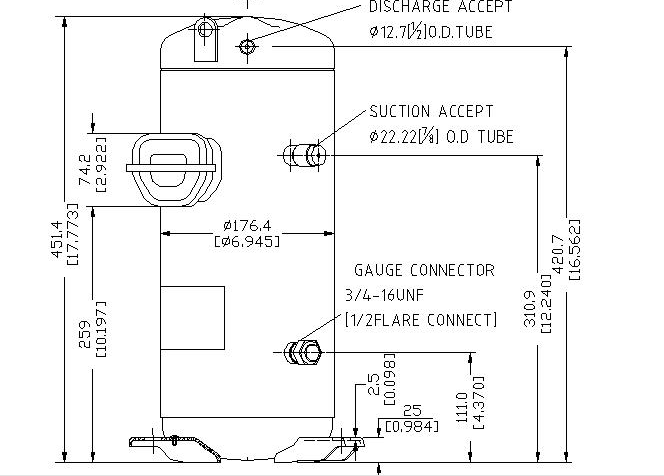 DISCHARGE ACCEPT
Ø12.7[½]O.D.TUBE
SUCTION ACCEPT
Ø22.22[⅞] O.D TUBE
74.2
[2.922]
451.4
[17.773]
Ø176.4
[Ø6.945]
420.7
[16.562]
GAUGE CONNECTOR
3/4-16UNF
[1/2FLARE CONNECT]
310.9
[12.240]
259
[10.197]
2.5
[0.098]
25
[0.984]
111.0
[4.370]